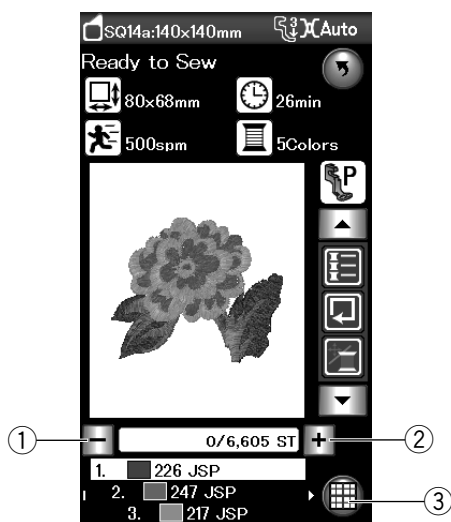 SQ14a:140x140mm 3 Auto
Ready to Sew
80x68mm 26min
500spm 5Colors
P
① − 0/6,605 ST + ②
1. 226 JSP
2. 247 JSP
3. 217 JSP
③